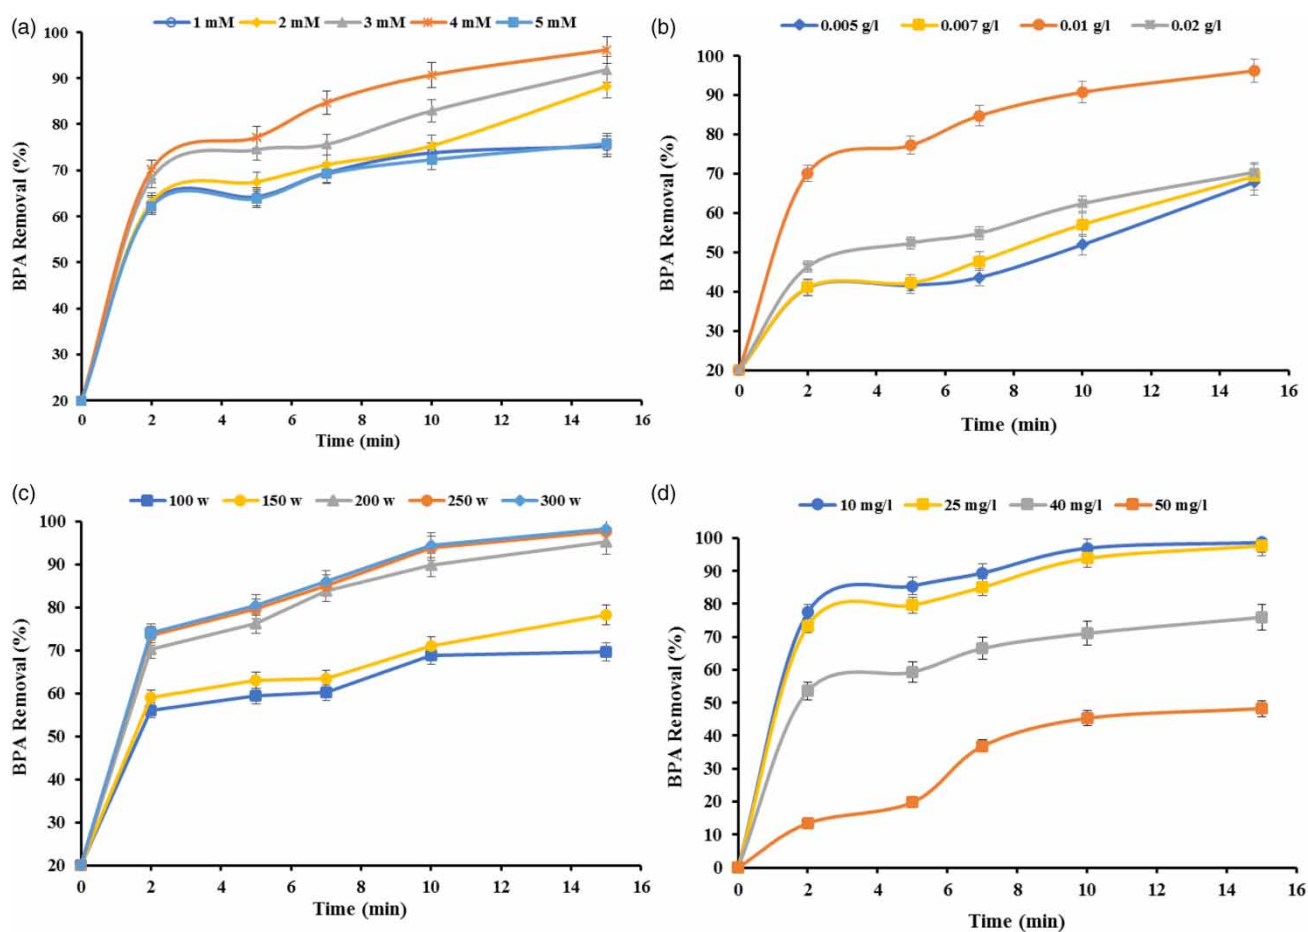 (a)
1 mM 2 mM 3 mM 4 mM 5 mM
100
90
80
70
60
50
40
30
20
BPA Removal (%)
0 2 4 6 8 10 12 14 16
Time (min)
(b)
0.005 g/l 0.007 g/l 0.01 g/l 0.02 g/l
100
90
80
70
60
50
40
30
20
BPA Removal (%)
0 2 4 6 8 10 12 14 16
Time (min)
(c)
100 w 150 w 200 w 250 w 300 w
100
90
80
70
60
50
40
30
20
BPA Removal (%)
0 2 4 6 8 10 12 14 16
Time (min)
(d)
10 mg/l 25 mg/l 40 mg/l 50 mg/l
100
90
80
70
60
50
40
30
20
10
0
BPA Removal (%)
0 2 4 6 8 10 12 14 16
Time (min)